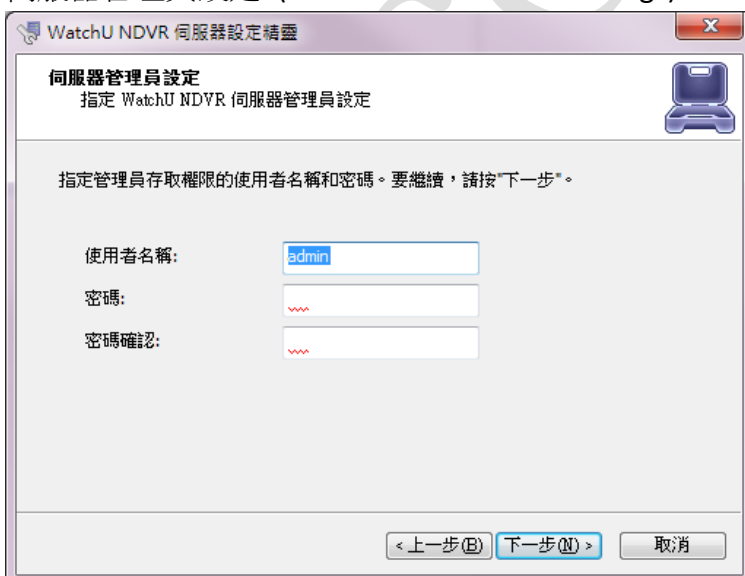 WatchU NDVR 伺服器設定精靈
伺服器管理員設定
指定 WatchU NDVR 伺服器管理員設定
指定管理員存取權限的使用者名稱和密碼。要繼續，請按"下一步"。
使用者名稱:
admin
密碼:
密碼確認:
<上一步(B)
下一步(N)>
取消